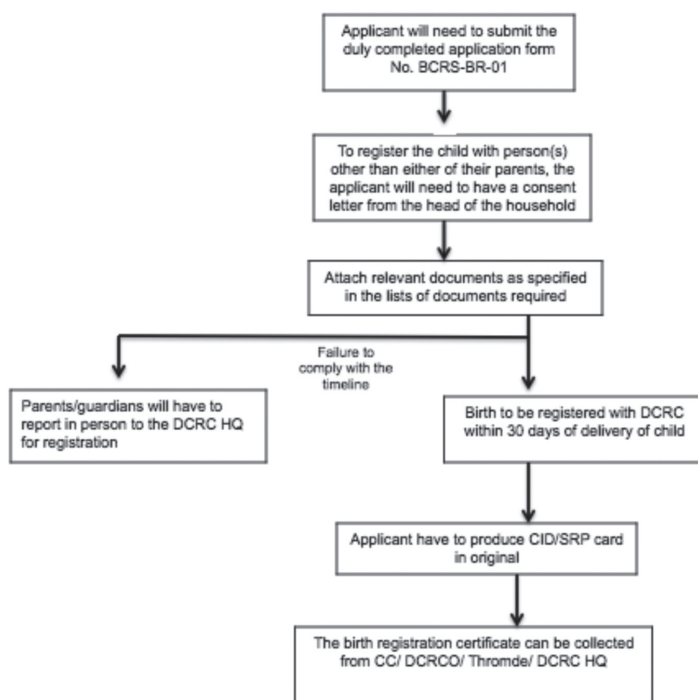 Applicant will need to submit the
duly completed application form
No. BCRS-BR-01
To register the child with person(s)
other than either of their parents, the
applicant will need to have a consent
letter from the head of the household
Attach relevant documents as specified
in the lists of documents required
Failure to
comply with the
timeline
Parents/guardians will have to
report in person to the DCRC HQ
for registration
Birth to be registered with DCRC
within 30 days of delivery of child
Applicant have to produce CID/SRP card
in original
The birth registration certificate can be collected
from CC/ DCRCO/ Thromde/ DCRC HQ